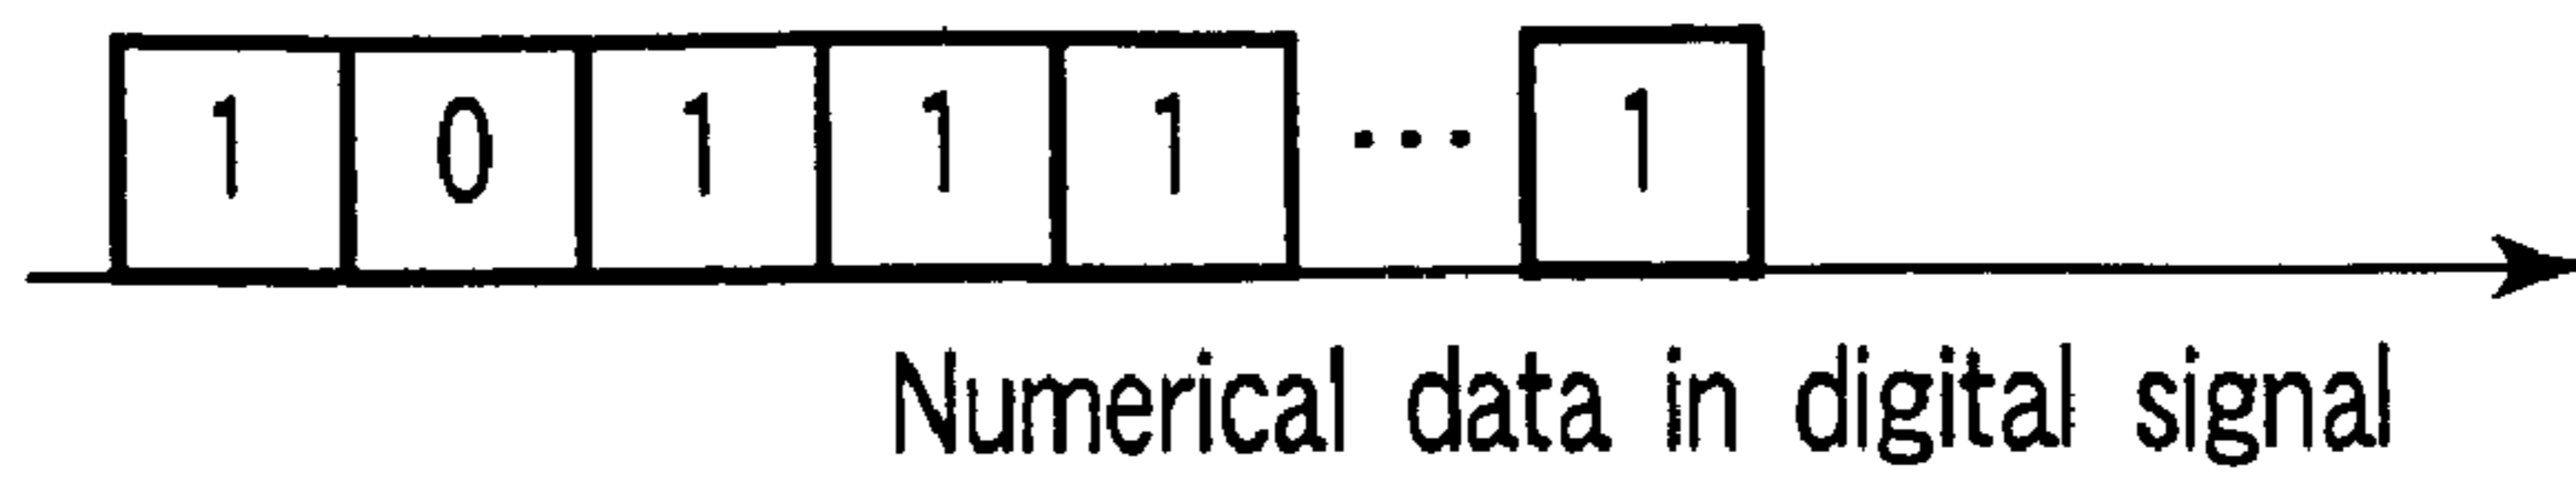 1 0 1 1 1 ··· 1
Numerical data in digital signal